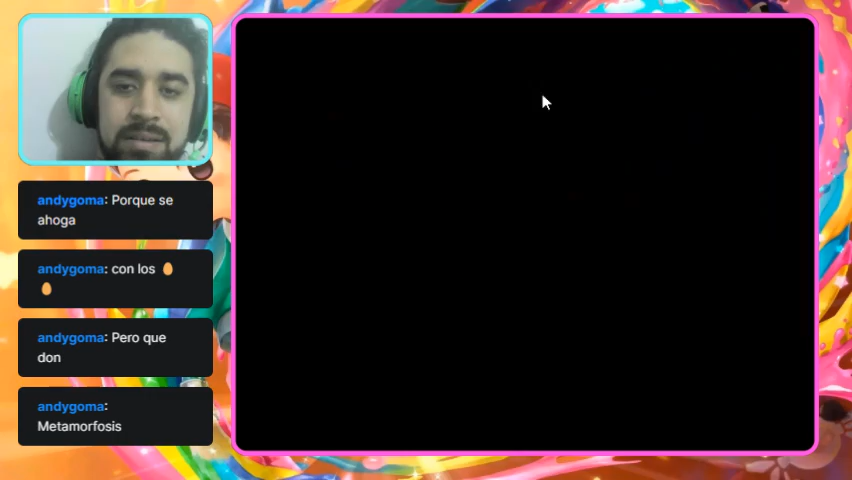 andygoma: Porque se
ahoga
andygoma: con los 🥚
🥚
andygoma: Pero que
don
andygoma:
Metamorfosis